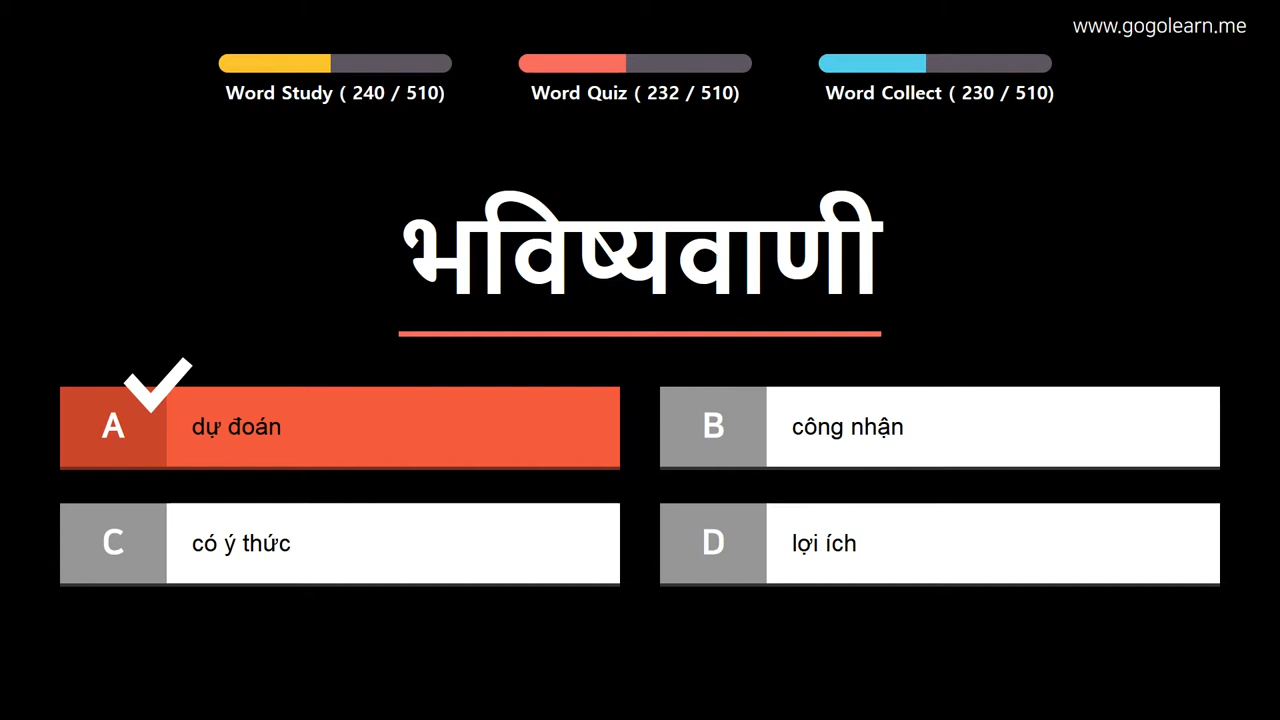 www.gogolearn.me
Word Study ( 240 / 510)
Word Quiz ( 232 / 510)
Word Collect ( 230 / 510)
भविष्यवाणी
A
dự đoán
B
công nhận
C
có ý thức
D
lợi ích